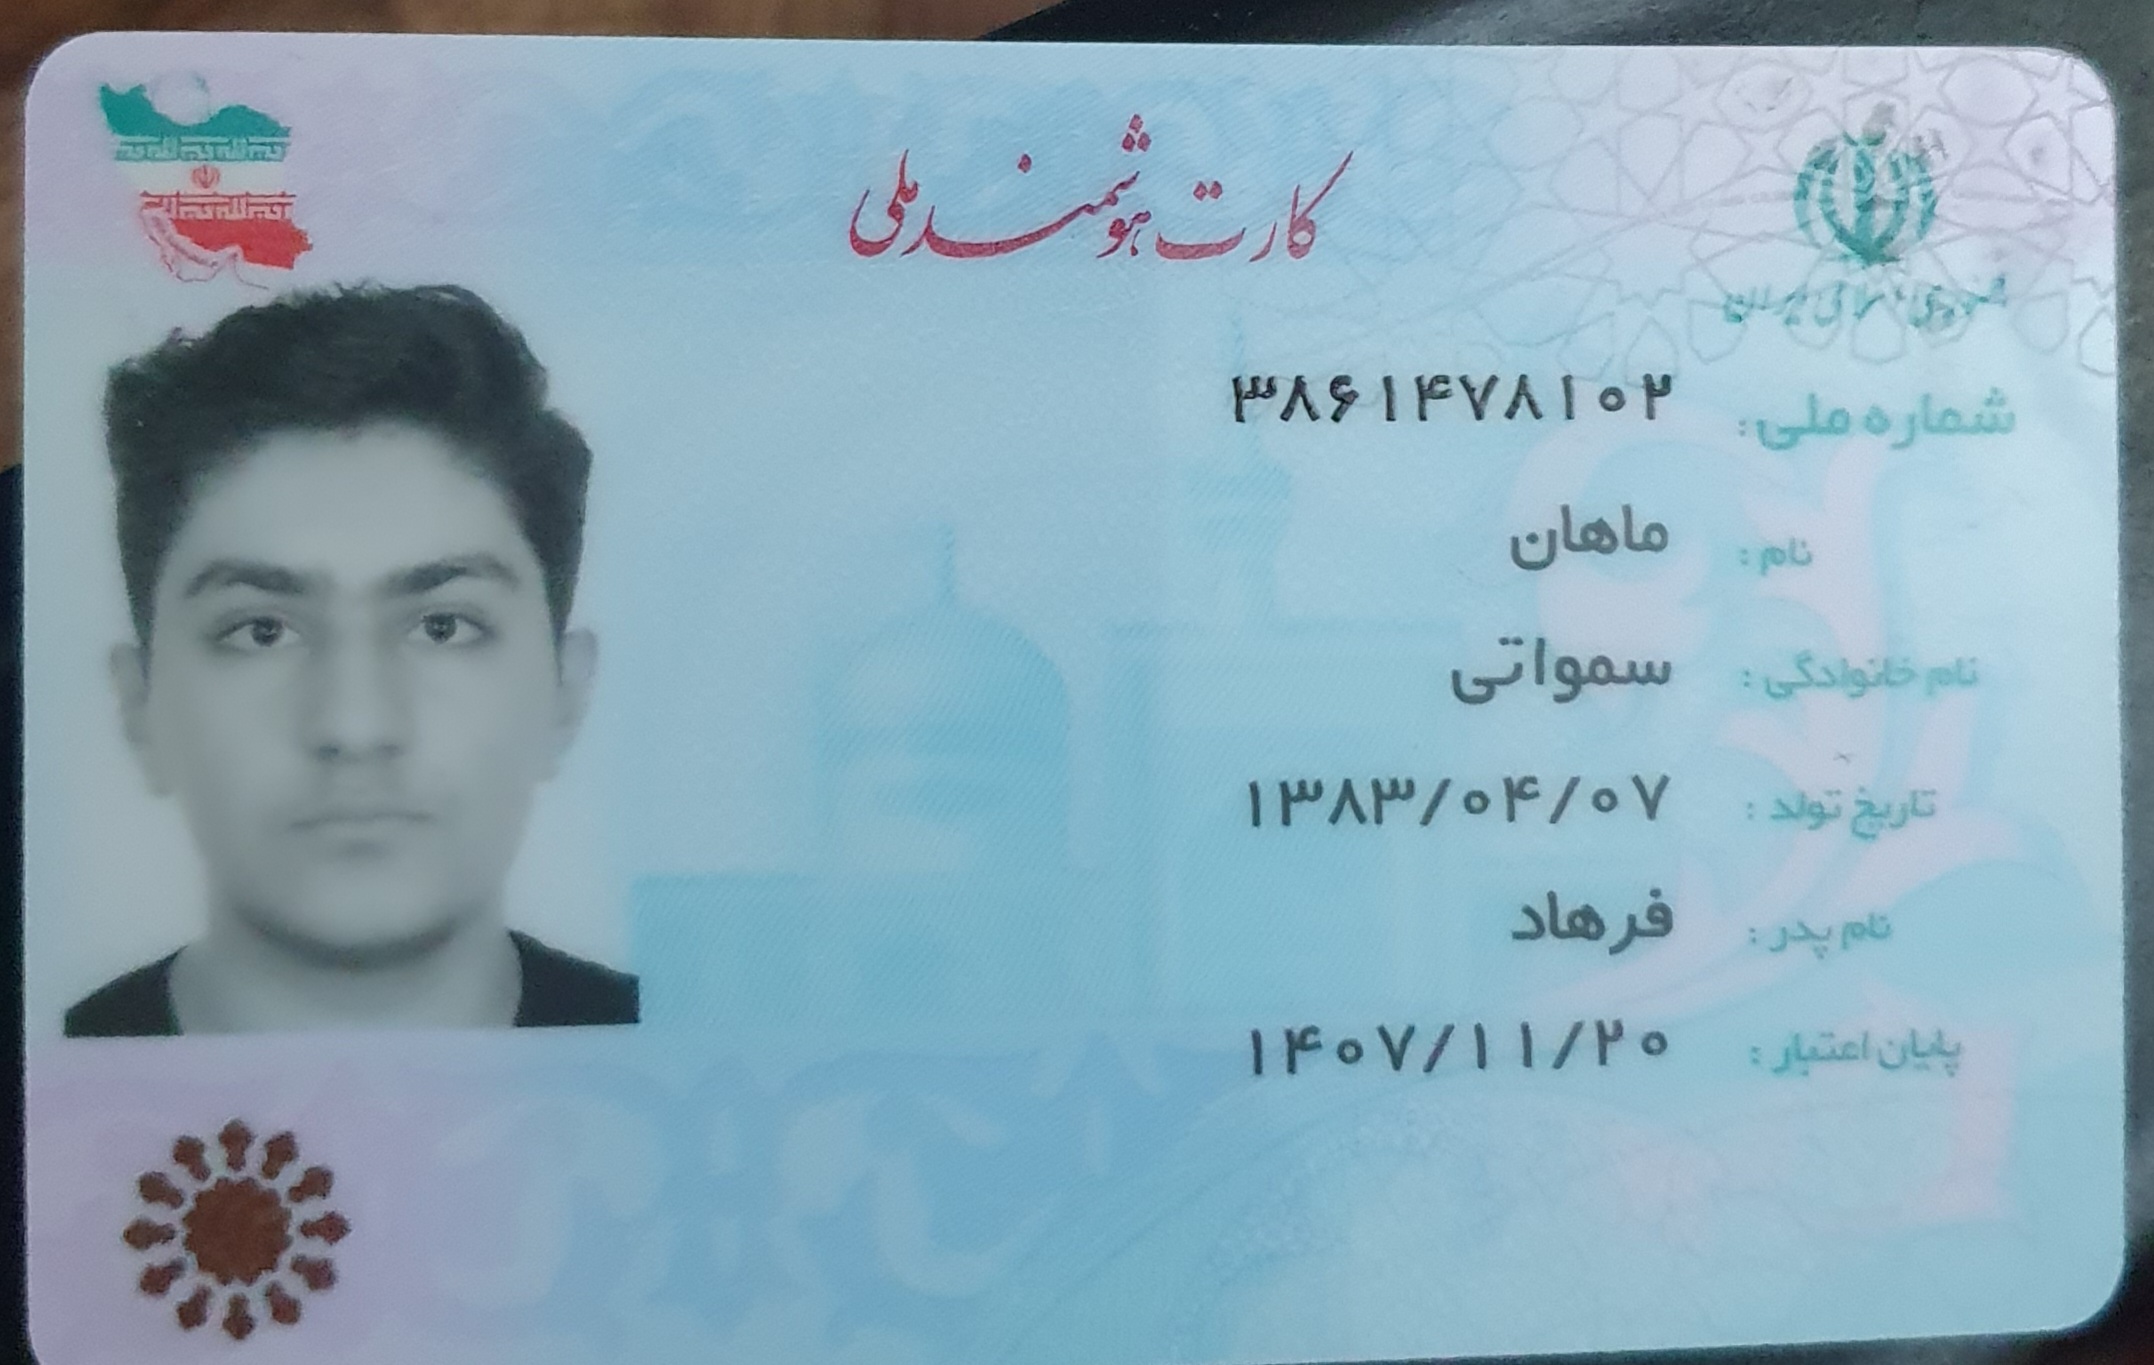 کارت هوشمند ملی
جمهوری اسلامی ایران
شماره ملی: ۳۸۶۱۴۷۸۱۰۲
نام: ماهان
نام خانوادگی: سمواتی
تاریخ تولد: ۱۳۸۳/۰۴/۰۷
نام پدر: فرهاد
پایان اعتبار: ۱۴۰۷/۱۱/۲۰